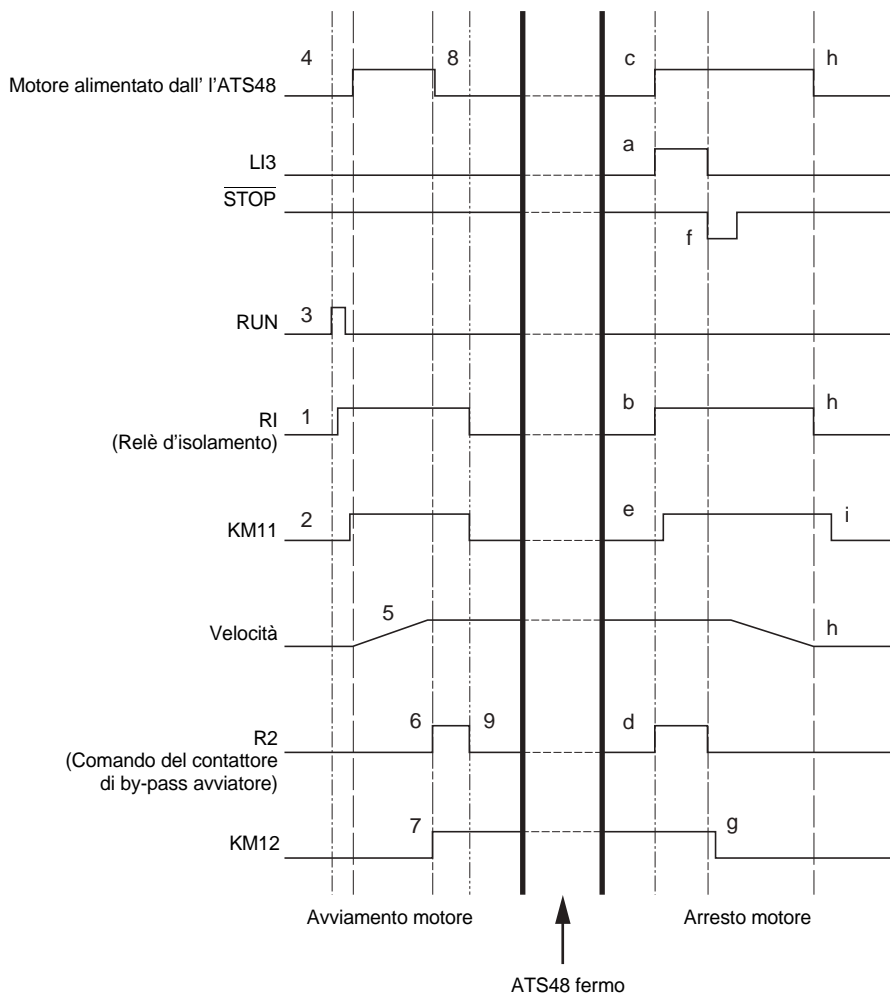 4 8 c h
Motore alimentato dall' l'ATS48
a
LI3
STOP
f
3
RUN
1 b h
RI
(Relè d'isolamento)
2 e i
KM11
5
Velocità h
6 9 d
R2
(Comando del contattore
di by-pass avviatore)
7 g
KM12
Avviamento motore Arresto motore
ATS48 fermo